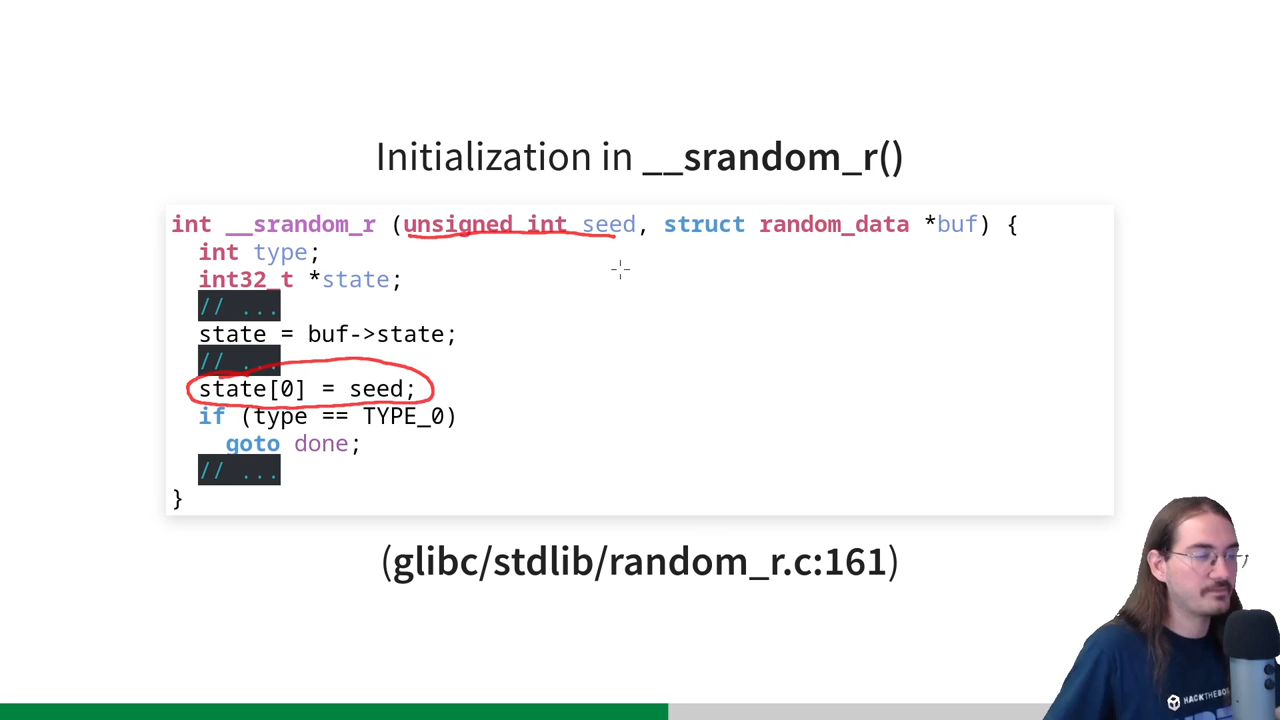 Initialization in __srandom_r()
int __srandom_r (unsigned int seed, struct random_data *buf) {
int type;
int32_t *state;
// ...
state = buf->state;
// ...
state[0] = seed;
if (type == TYPE_0)
goto done;
// ...
}
(glibc/stdlib/random_r.c:161)
HACKTHEBOX